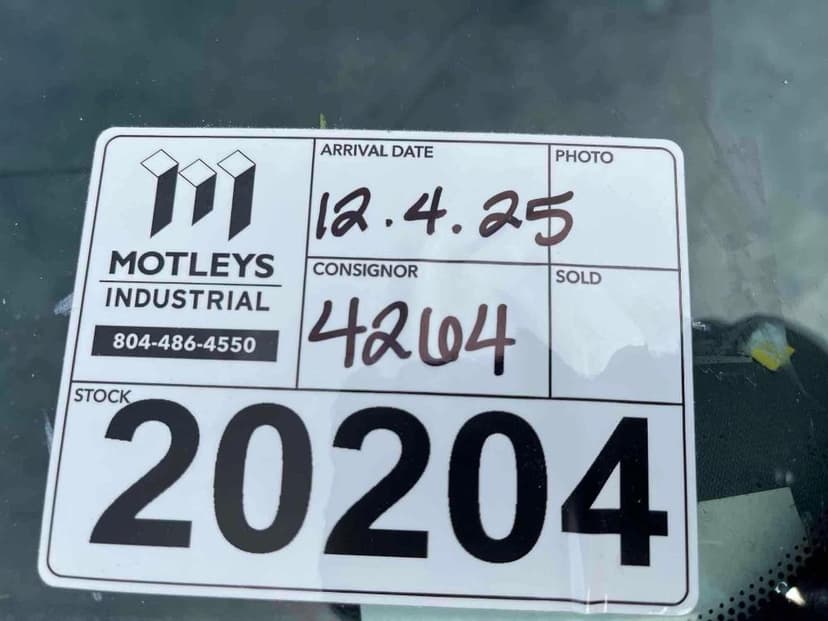 MOTLEYS
INDUSTRIAL
804-486-4550
ARRIVAL DATE
12.4.25
PHOTO
CONSIGNOR
4264
SOLD
STOCK
20204